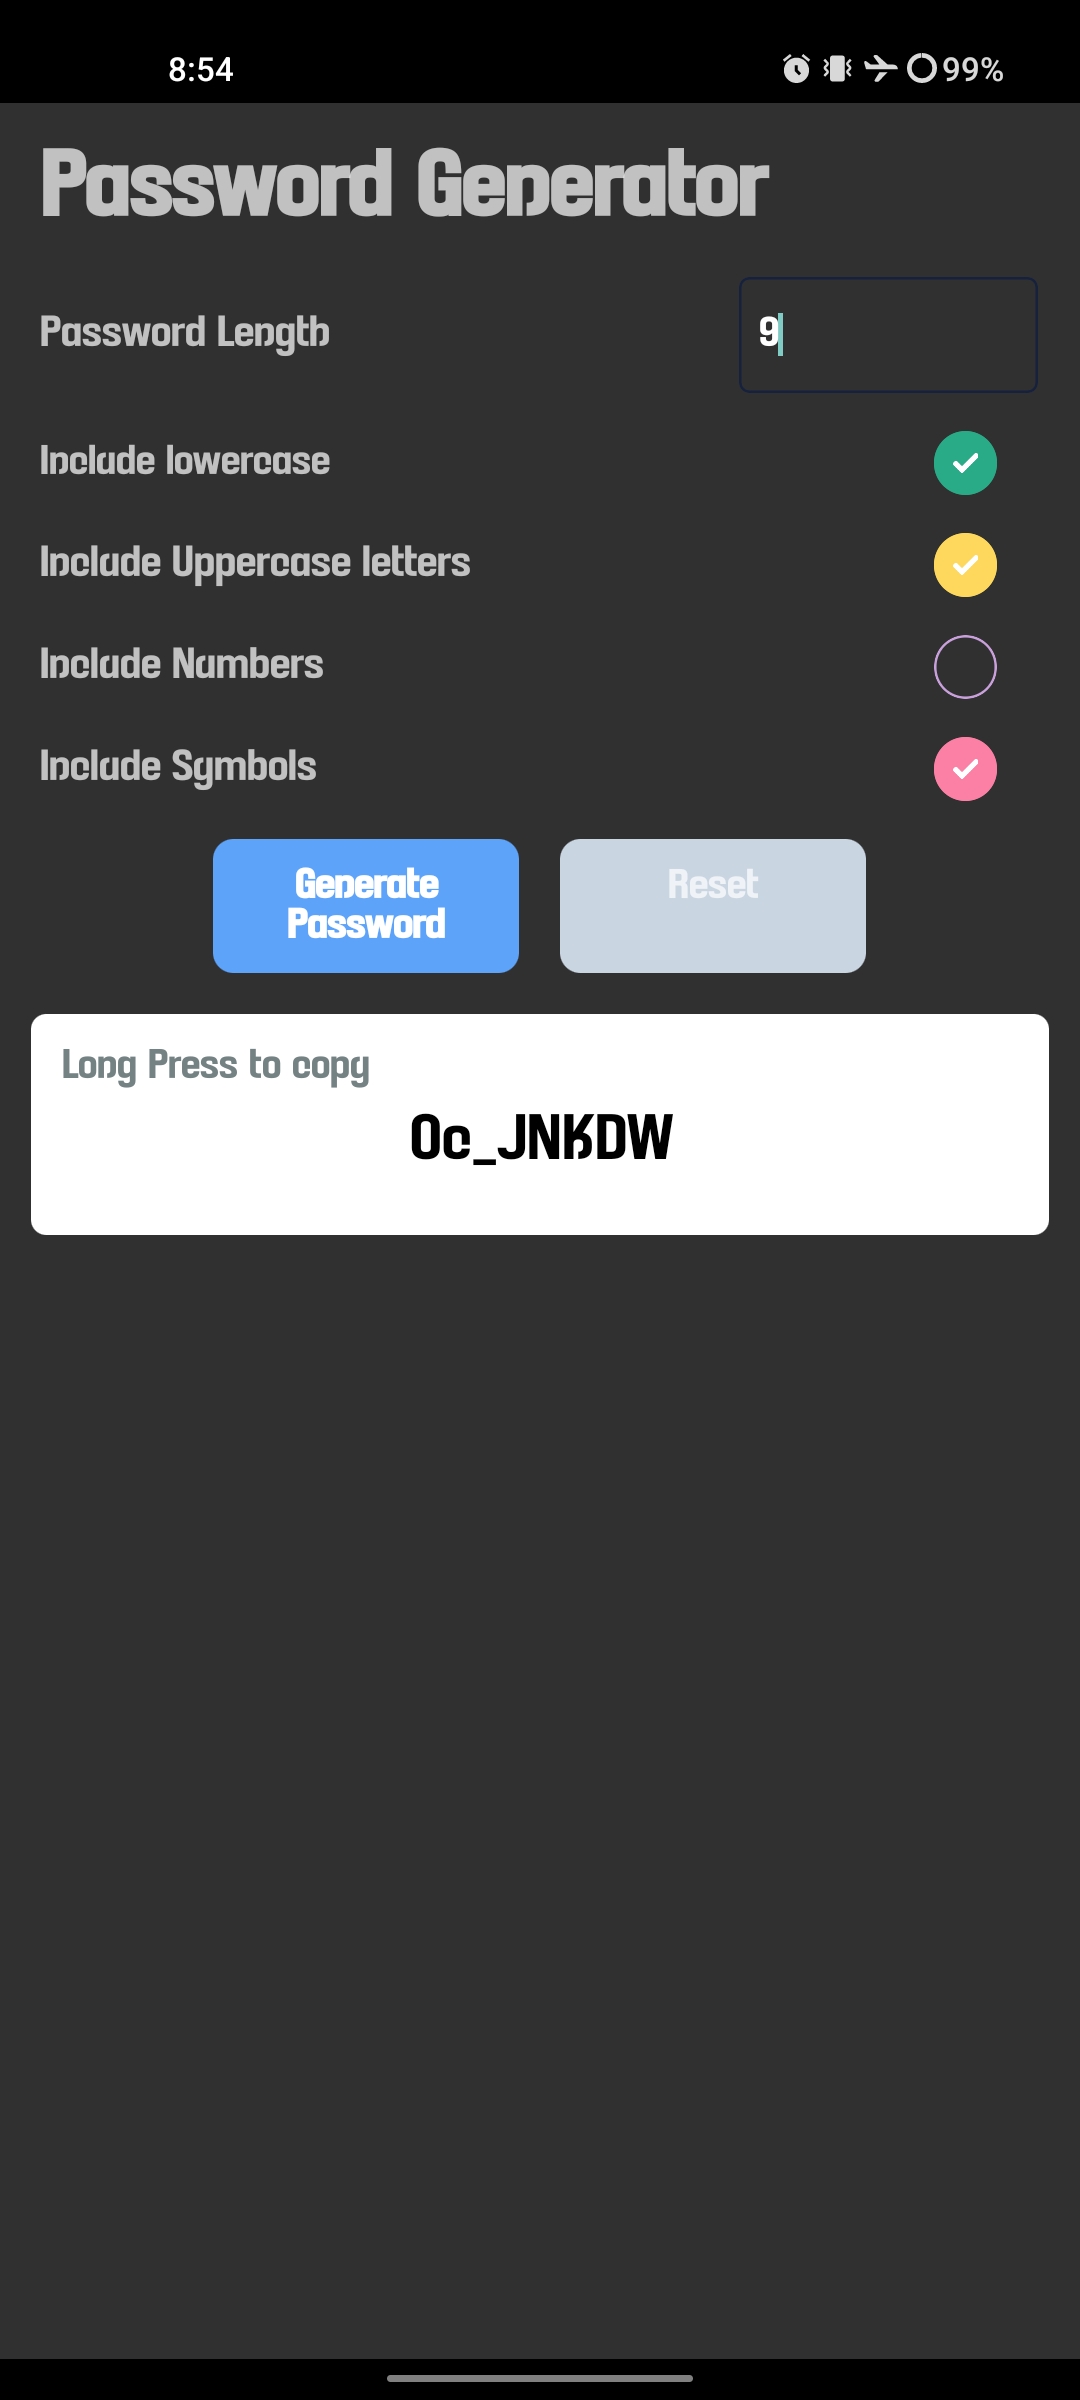 8:54
99%
Password Generator
Password Length
9
Include lowercase
Include Uppercase letters
Include Numbers
Include Symbols
Generate
Password
Reset
Long Press to copy
Oc_JNKDW